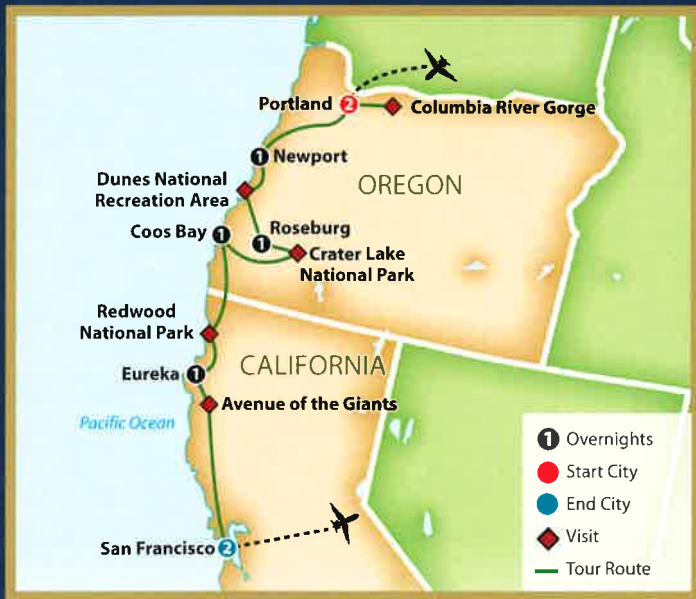 Portland
2
Columbia River Gorge
1
Newport
Dunes National
Recreation Area
OREGON
Coos Bay
1
Roseburg
1
Crater Lake
National Park
Redwood
National Park
CALIFORNIA
Eureka
1
Avenue of the Giants
Pacific Ocean
San Francisco
2
1 Overnights
Start City
End City
Visit
Tour Route